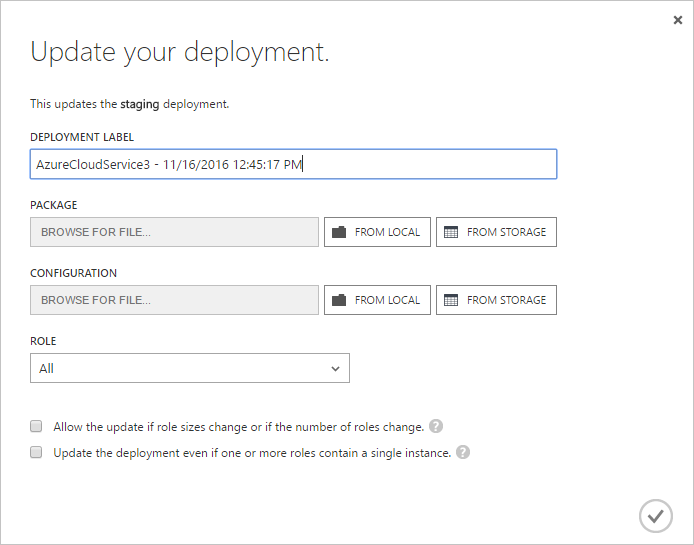 Update your deployment.
This updates the staging deployment.
DEPLOYMENT LABEL
AzureCloudService3 - 11/16/2016 12:45:17 PM
PACKAGE
BROWSE FOR FILE... FROM LOCAL FROM STORAGE
CONFIGURATION
BROWSE FOR FILE... FROM LOCAL FROM STORAGE
ROLE
All
Allow the update if role sizes change or if the number of roles change. ?
Update the deployment even if one or more roles contain a single instance. ?